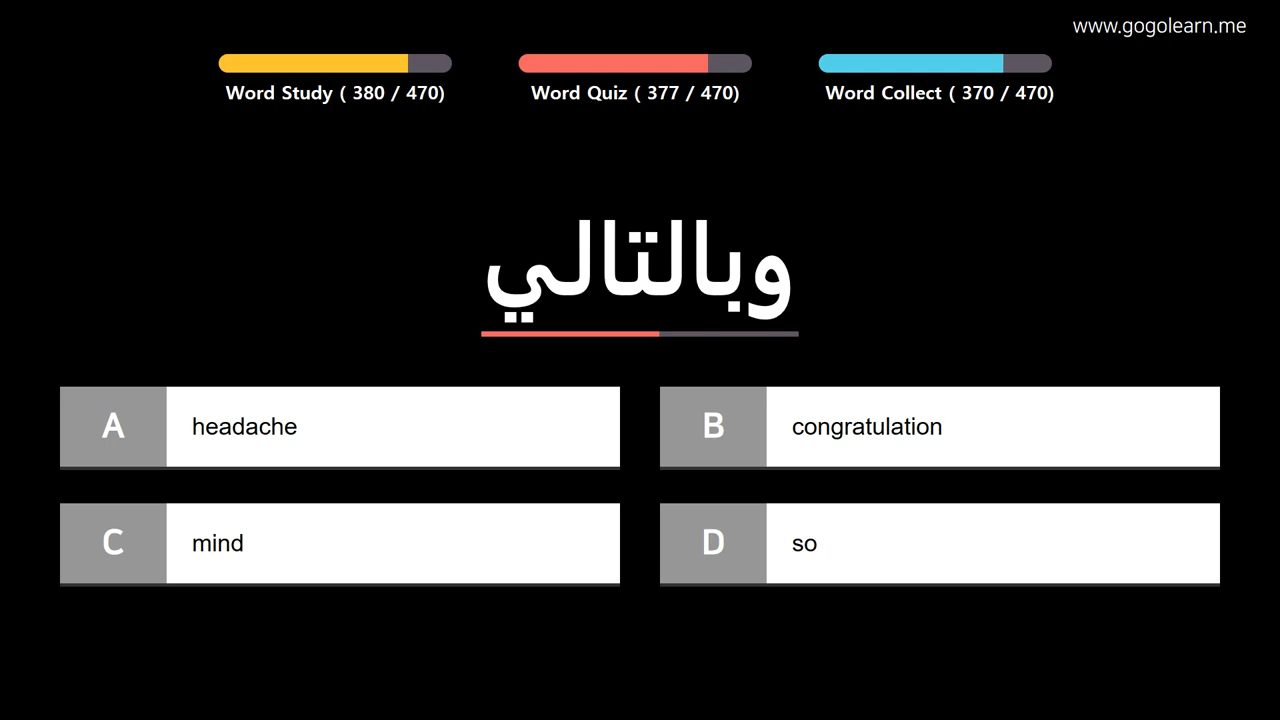 www.gogolearn.me
Word Study ( 380 / 470)
Word Quiz ( 377 / 470)
Word Collect ( 370 / 470)
وبالتالي
A headache
B congratulation
C mind
D so